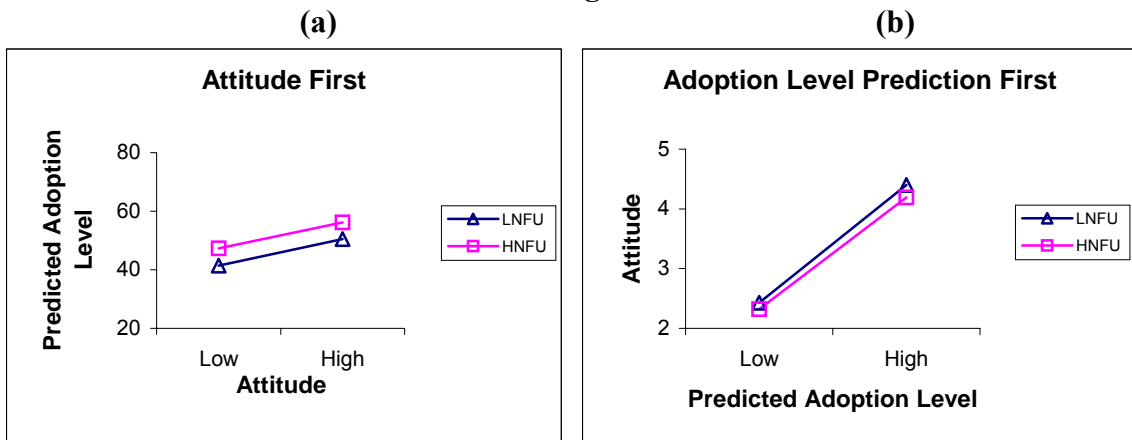 (a)
Attitude First
Predicted Adoption
Level
80
60
40
20
Low High
Attitude
LNFU
HNFU
(b)
Adoption Level Prediction First
Attitude
5
4
3
2
Low High
Predicted Adoption Level
LNFU
HNFU